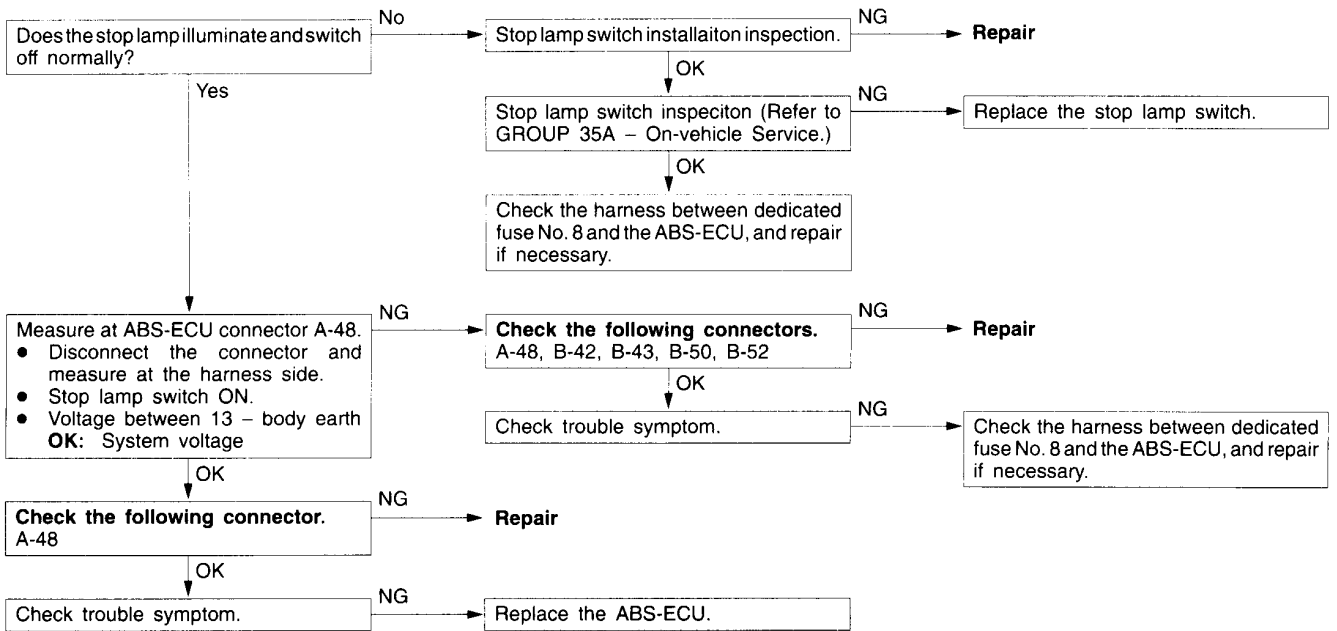 Does the stop lamp illuminate and switch
off normally?
No
Stop lamp switch installaiton inspection.
NG
Repair
OK
Yes
Stop lamp switch inspeciton (Refer to
GROUP 35A – On-vehicle Service.)
NG
Replace the stop lamp switch.
OK
Check the harness between dedicated
fuse No. 8 and the ABS-ECU, and repair
if necessary.
Measure at ABS-ECU connector A-48.
● Disconnect the connector and
measure at the harness side.
● Stop lamp switch ON.
● Voltage between 13 – body earth
OK: System voltage
NG
Check the following connectors.
A-48, B-42, B-43, B-50, B-52
NG
Repair
OK
Check trouble symptom.
NG
Check the harness between dedicated
fuse No. 8 and the ABS-ECU, and repair
if necessary.
OK
Check the following connector.
A-48
NG
Repair
OK
Check trouble symptom.
NG
Replace the ABS-ECU.